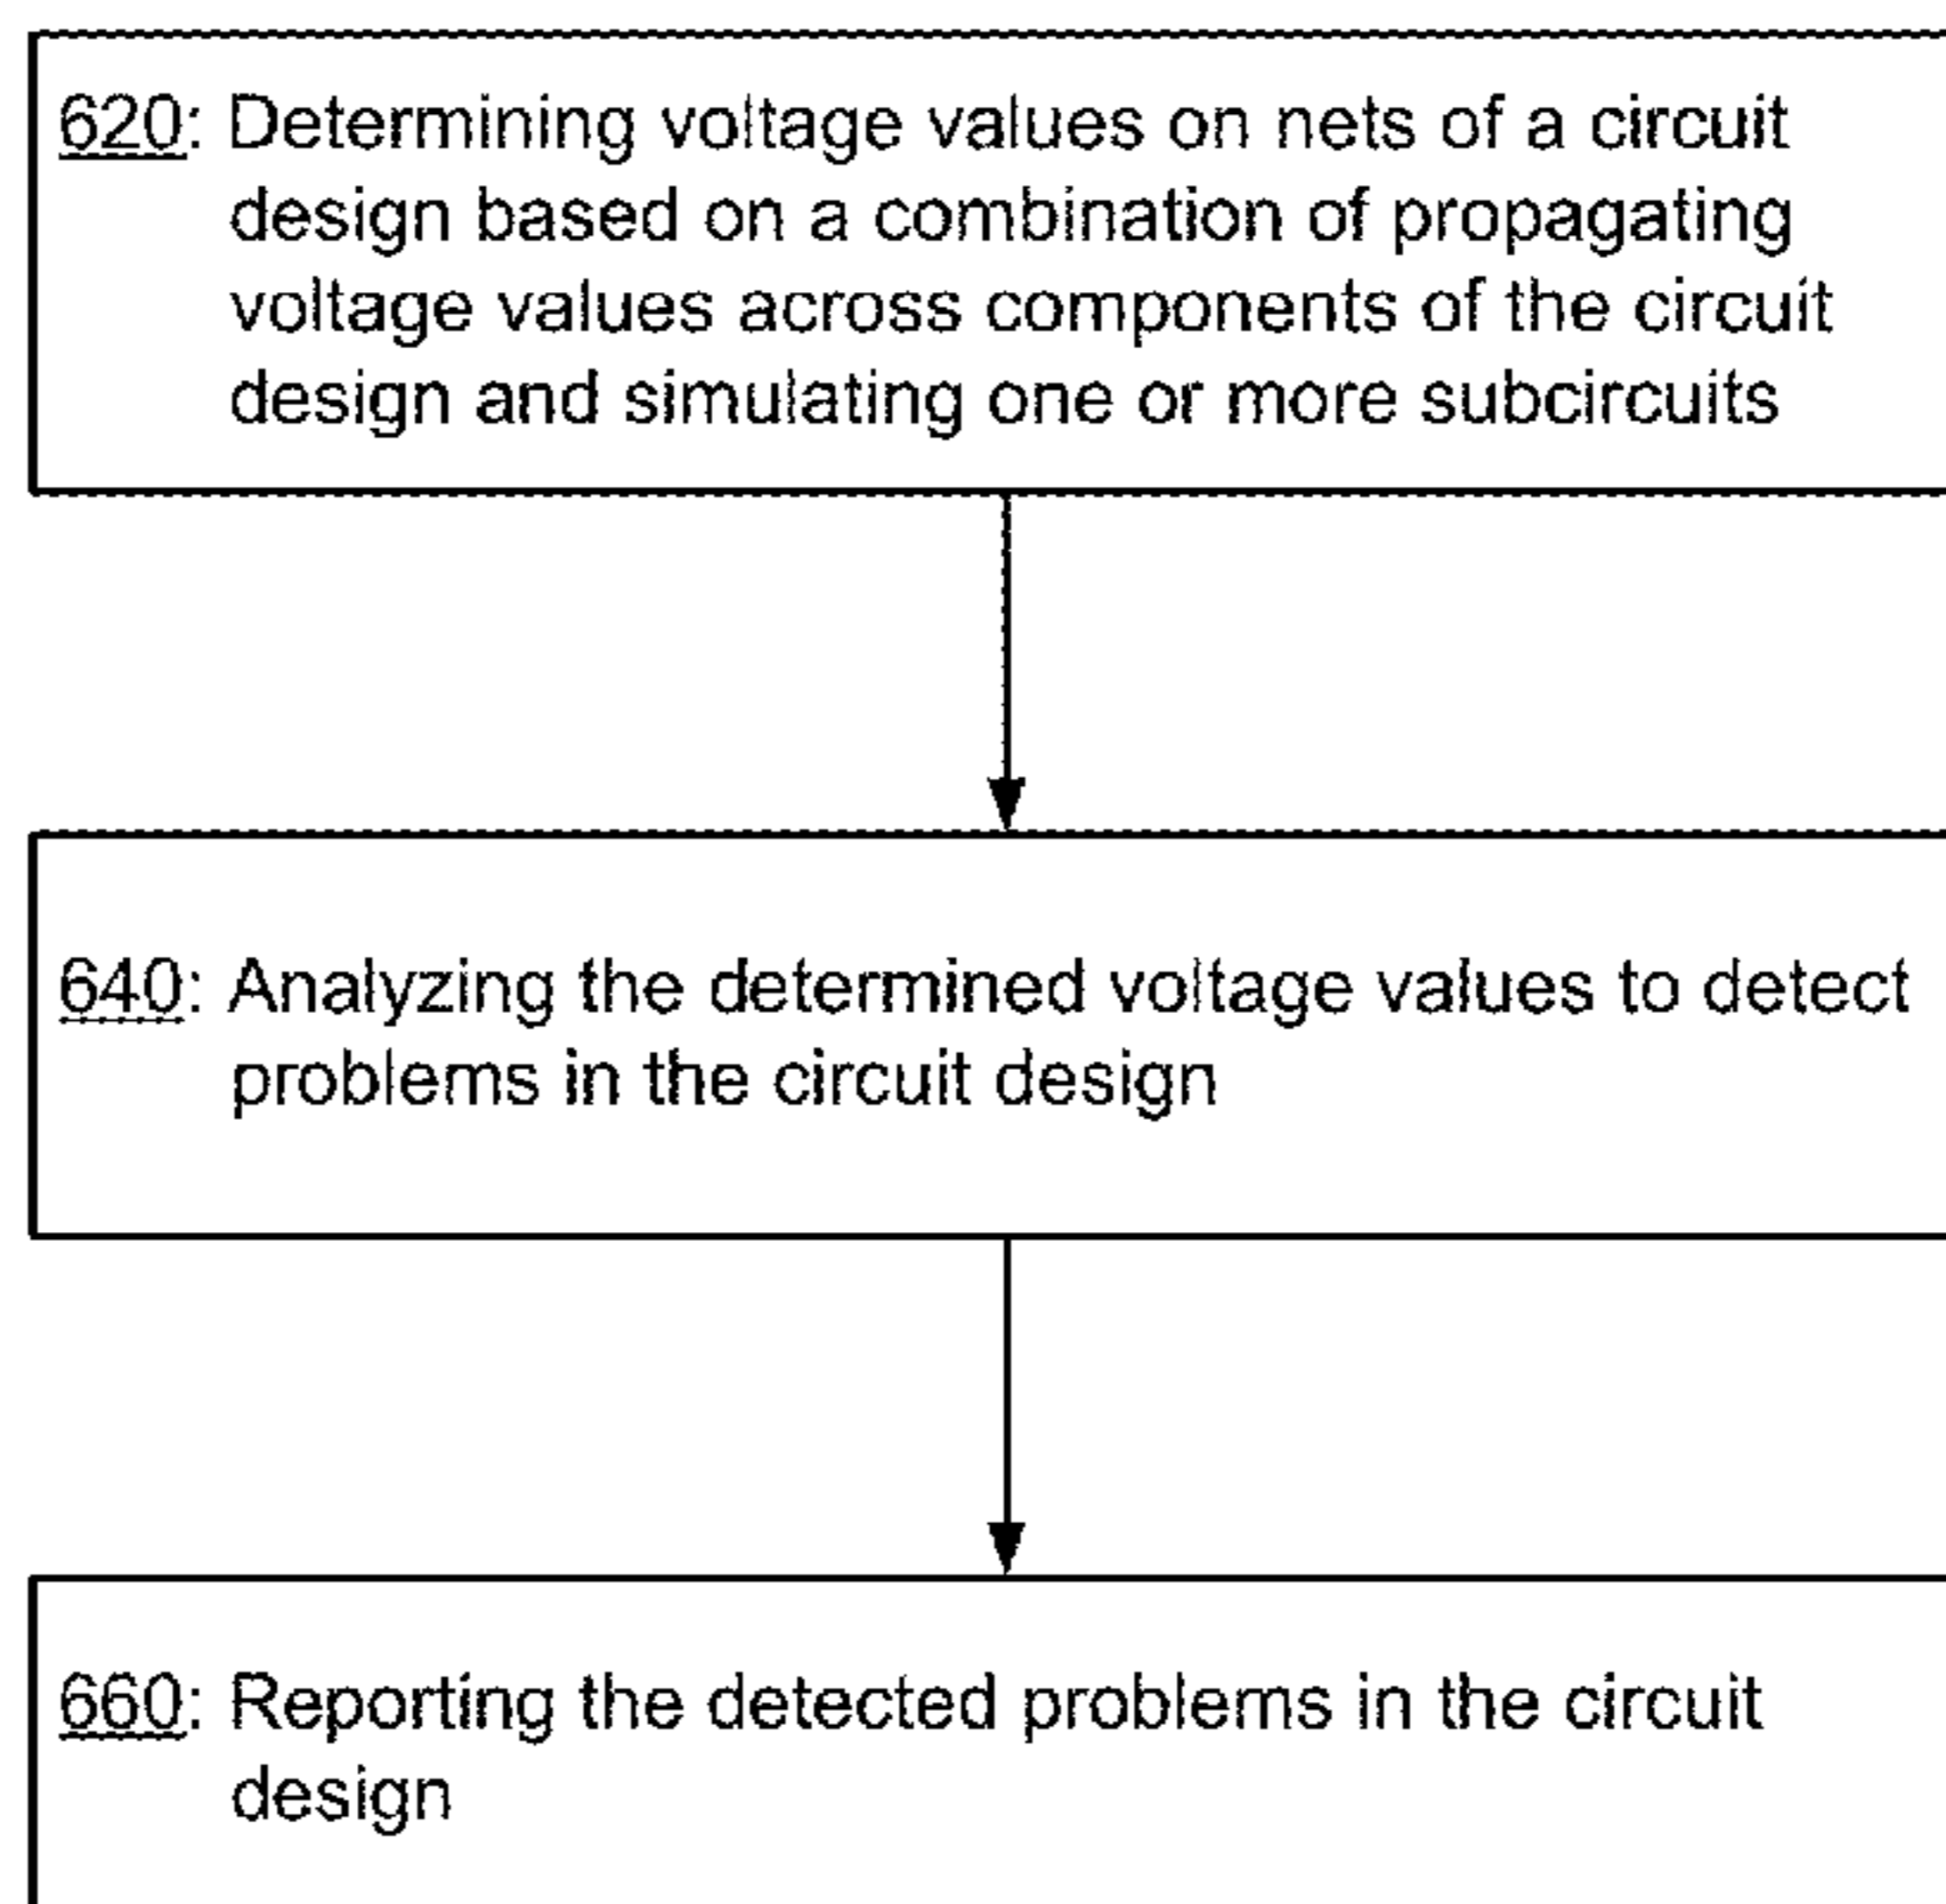 620: Determining voltage values on nets of a circuit
design based on a combination of propagating
voltage values across components of the circuit
design and simulating one or more subcircuits
640: Analyzing the determined voltage values to detect
problems in the circuit design
660: Reporting the detected problems in the circuit
design